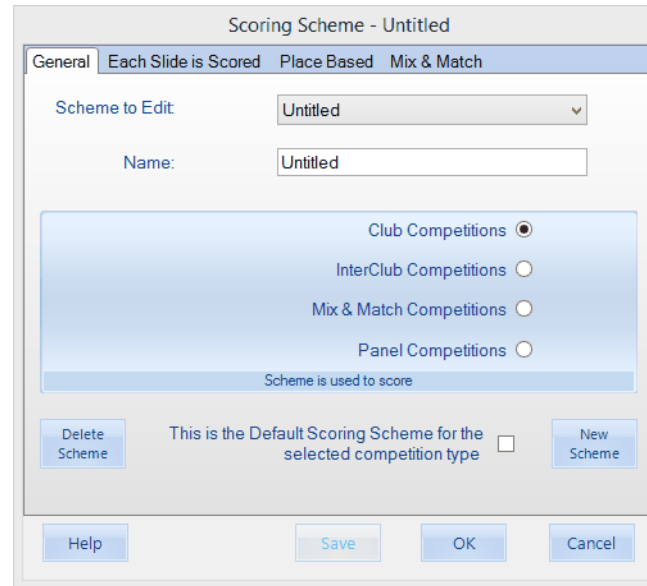 Scoring Scheme - Untitled
General Each Slide is Scored Place Based Mix & Match
Scheme to Edit: Untitled
Name: Untitled
Club Competitions
InterClub Competitions
Mix & Match Competitions
Panel Competitions
Scheme is used to score
Delete
Scheme
This is the Default Scoring Scheme for the
selected competition type
New
Scheme
Help Save OK Cancel